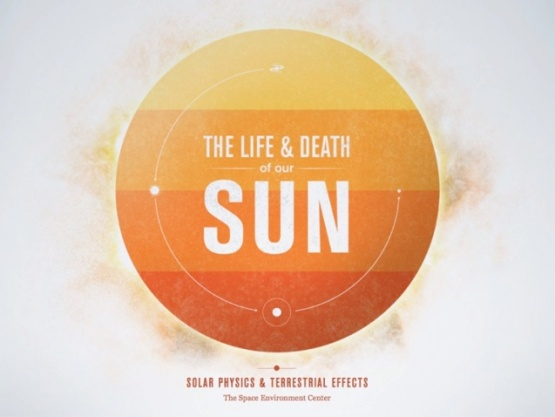 THE LIFE & DEATH
of our
SUN
SOLAR PHYSICS & TERRESTRIAL EFFECTS
The Space Environment Center